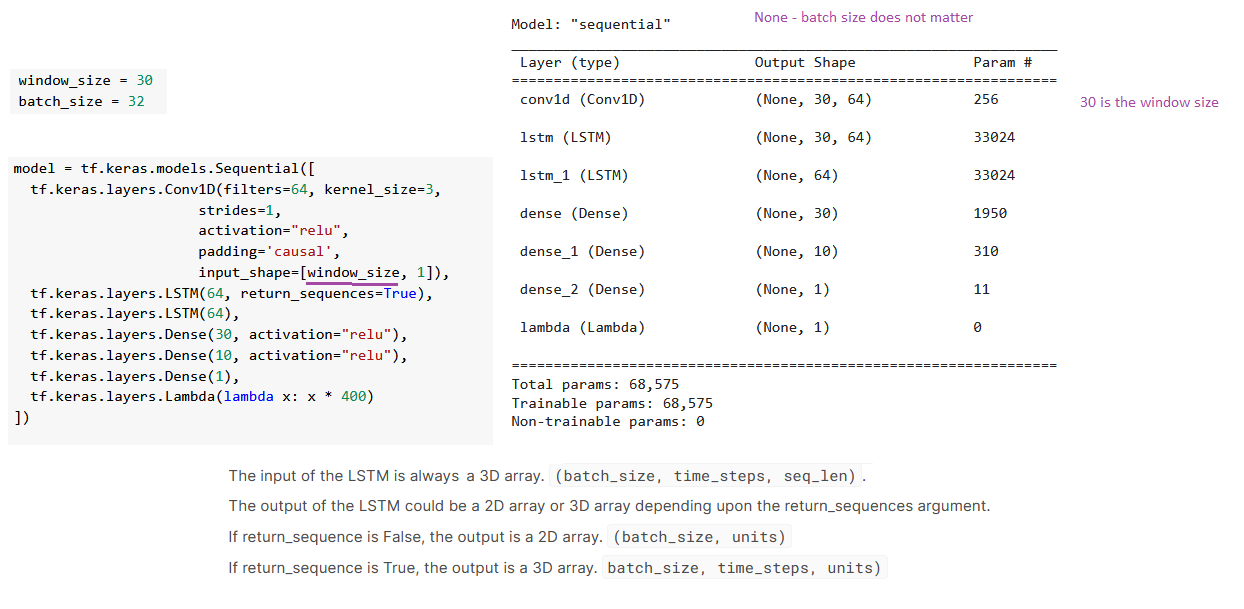 window_size = 30
batch_size = 32
model = tf.keras.models.Sequential([
  tf.keras.layers.Conv1D(filters=64, kernel_size=3,
                      strides=1,
                      activation="relu",
                      padding='causal',
                      input_shape=[window_size, 1]),
  tf.keras.layers.LSTM(64, return_sequences=True),
  tf.keras.layers.LSTM(64),
  tf.keras.layers.Dense(30, activation="relu"),
  tf.keras.layers.Dense(10, activation="relu"),
  tf.keras.layers.Dense(1),
  tf.keras.layers.Lambda(lambda x: x * 400)
])
None - batch size does not matter
Model: "sequential"
Layer (type) Output Shape Param #
conv1d (Conv1D) (None, 30, 64) 256
30 is the window size
lstm (LSTM) (None, 30, 64) 33024
lstm_1 (LSTM) (None, 64) 33024
dense (Dense) (None, 30) 1950
dense_1 (Dense) (None, 10) 310
dense_2 (Dense) (None, 1) 11
lambda (Lambda) (None, 1) 0
Total params: 68,575
Trainable params: 68,575
Non-trainable params: 0
The input of the LSTM is always a 3D array. (batch_size, time_steps, seq_len).
The output of the LSTM could be a 2D array or 3D array depending upon the return_sequences argument.
If return_sequence is False, the output is a 2D array. (batch_size, units)
If return_sequence is True, the output is a 3D array. batch_size, time_steps, units)